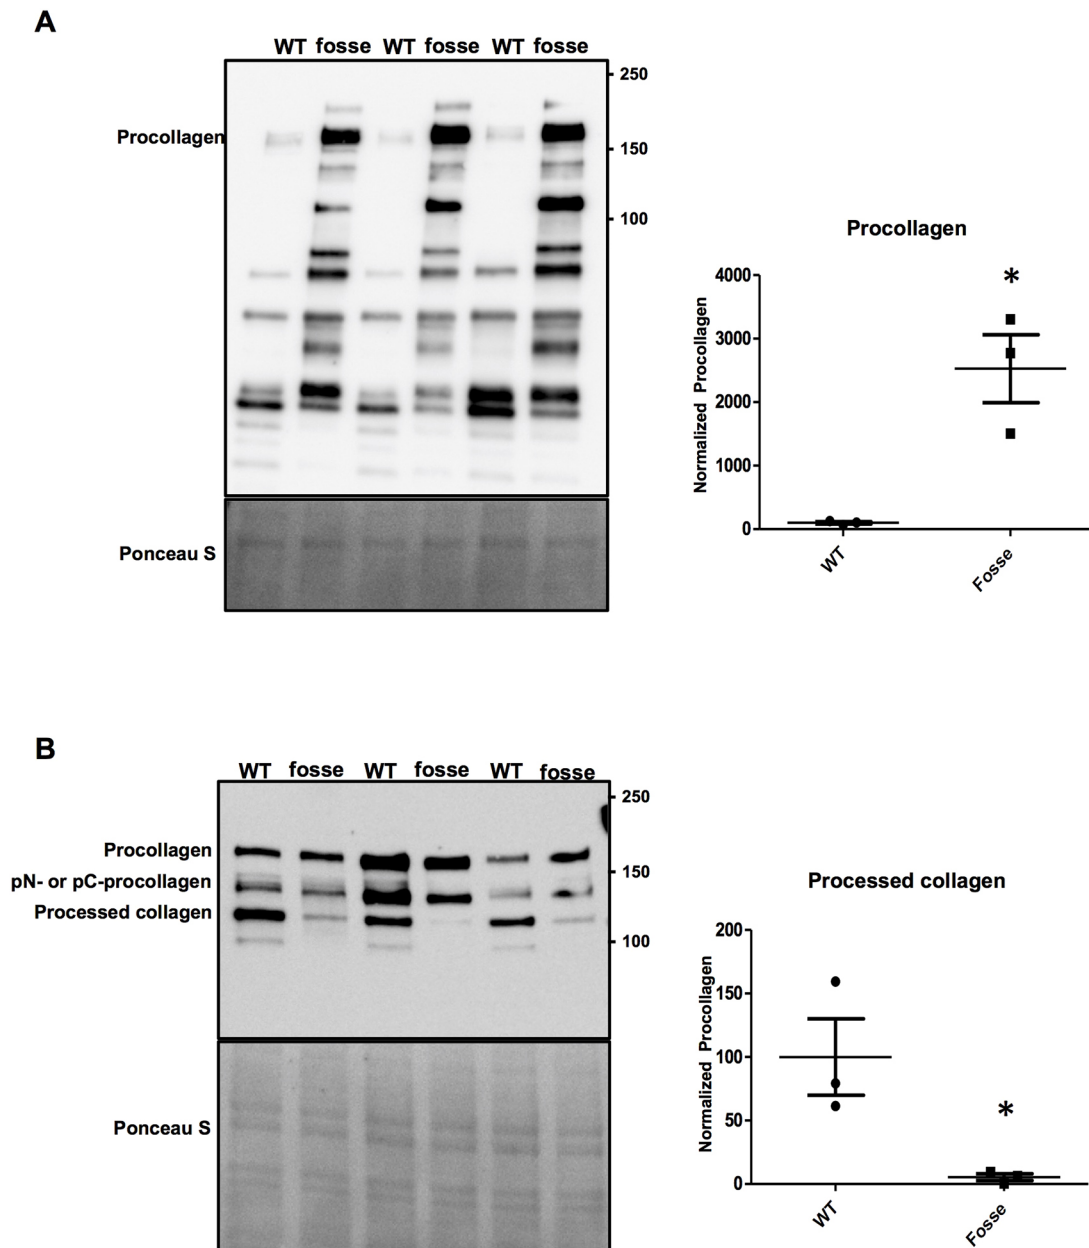 A
WT fosse WT fosse WT fosse
250
Procollagen
150
100
Ponceau S
Procollagen
Normalized Procollagen
4000
*
3000
2000
1000
0
WT
Fosse
B
WT fosse WT fosse WT fosse
250
Procollagen
150
pN- or pC-procollagen
Processed collagen
100
Ponceau S
Processed collagen
Normalized Procollagen
200
150
100
50
*
0
WT
Fosse